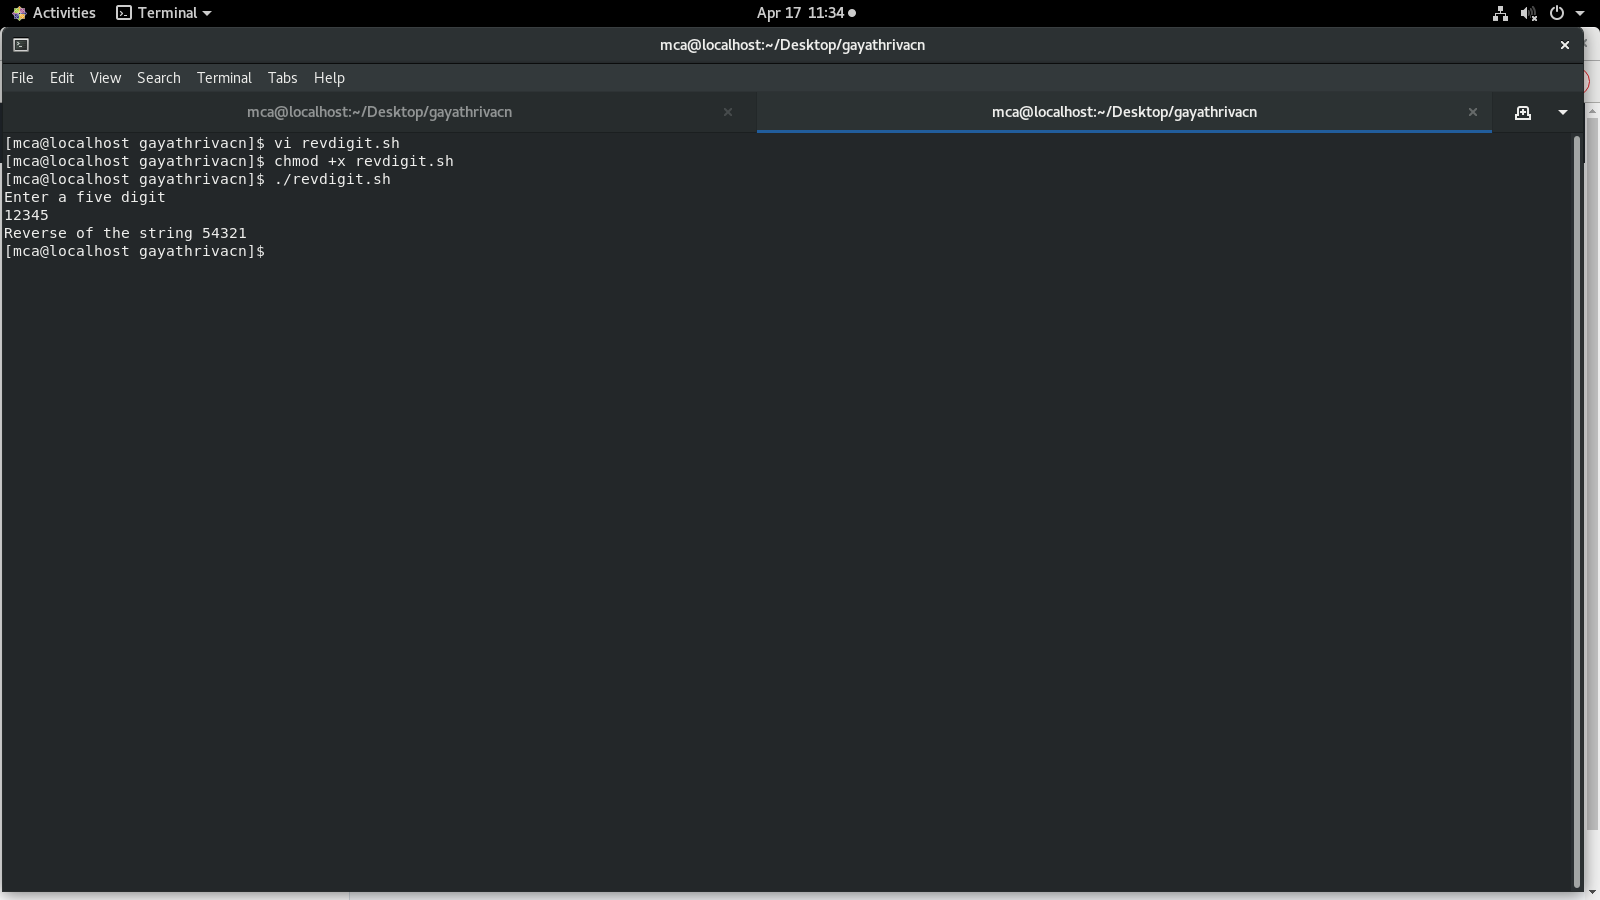 Activities Terminal Apr 17 11:34
mca@localhost:~/Desktop/gayathrivacn
File Edit View Search Terminal Tabs Help
mca@localhost:~/Desktop/gayathrivacn mca@localhost:~/Desktop/gayathrivacn
[mca@localhost gayathrivacn]$ vi revdigit.sh
[mca@localhost gayathrivacn]$ chmod +x revdigit.sh
[mca@localhost gayathrivacn]$ ./revdigit.sh
Enter a five digit
12345
Reverse of the string 54321
[mca@localhost gayathrivacn]$